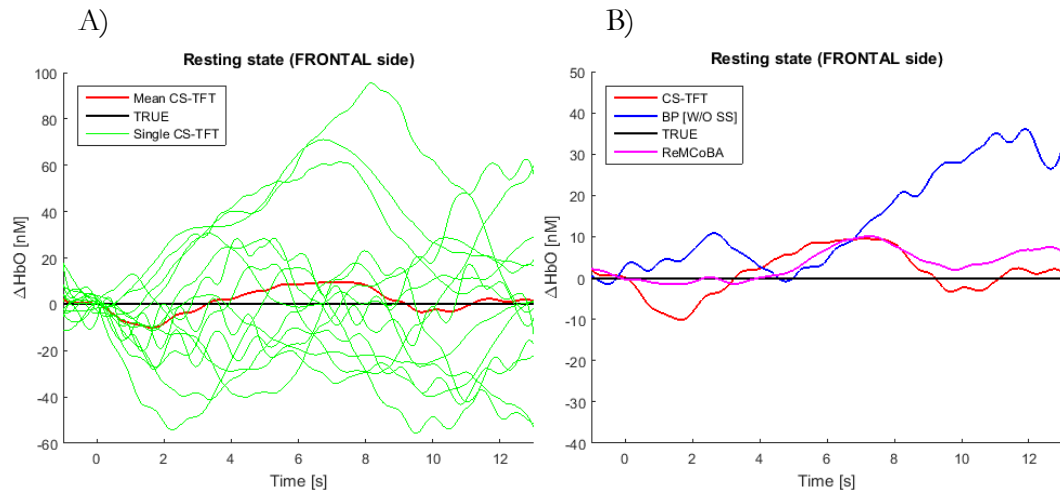 A)
Resting state (FRONTAL side)
100
80
60
40
20
0
-20
-40
-60
ΔHbO [nM]
Mean CS-TFT
TRUE
Single CS-TFT
0 2 4 6 8 10 12
Time [s]
B)
Resting state (FRONTAL side)
50
40
30
20
10
0
-10
-20
-30
-40
ΔHbO [nM]
CS-TFT
BP [W/O SS]
TRUE
ReMCoBA
0 2 4 6 8 10 12
Time [s]